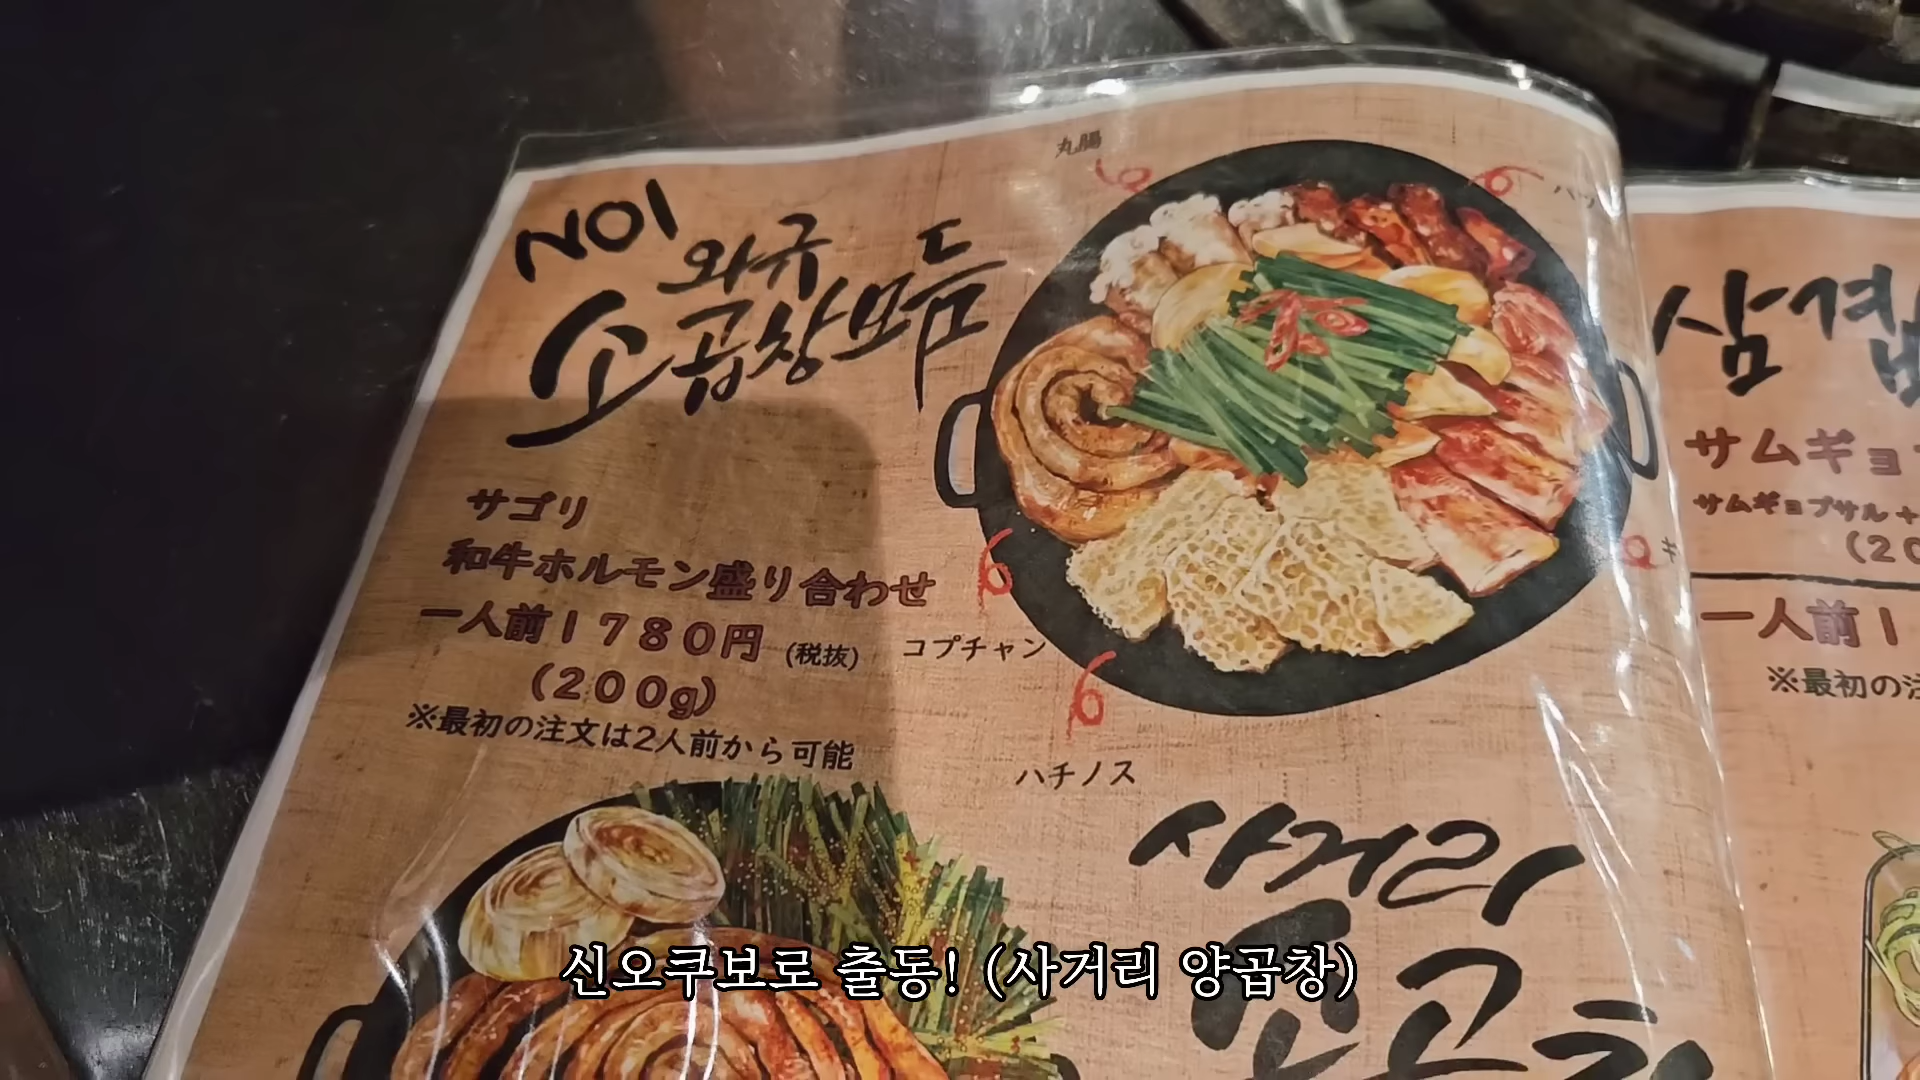 NO1
와규
소곱창모듬
丸腸
サゴリ
和牛ホルモン盛り合わせ
一人前1780円 (税抜)
(200g)
※最初の注文は2人前から可能
コプチャン
ハチノス
사거리
삼겹
サムギョ
サムギョプサル +
(20
一人前1
※最初の注
신오쿠보로 출동! (사거리 양곱창)